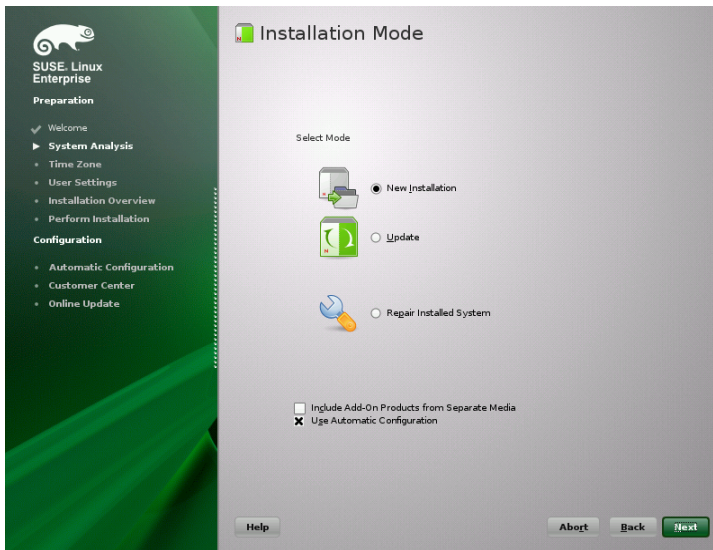 SUSE. Linux
Enterprise
Preparation
Welcome
System Analysis
Time Zone
User Settings
Installation Overview
Perform Installation
Configuration
Automatic Configuration
Customer Center
Online Update
Installation Mode
Select Mode
New Installation
Update
Repair Installed System
Include Add-On Products from Separate Media
Use Automatic Configuration
Help
Abort
Back
Next